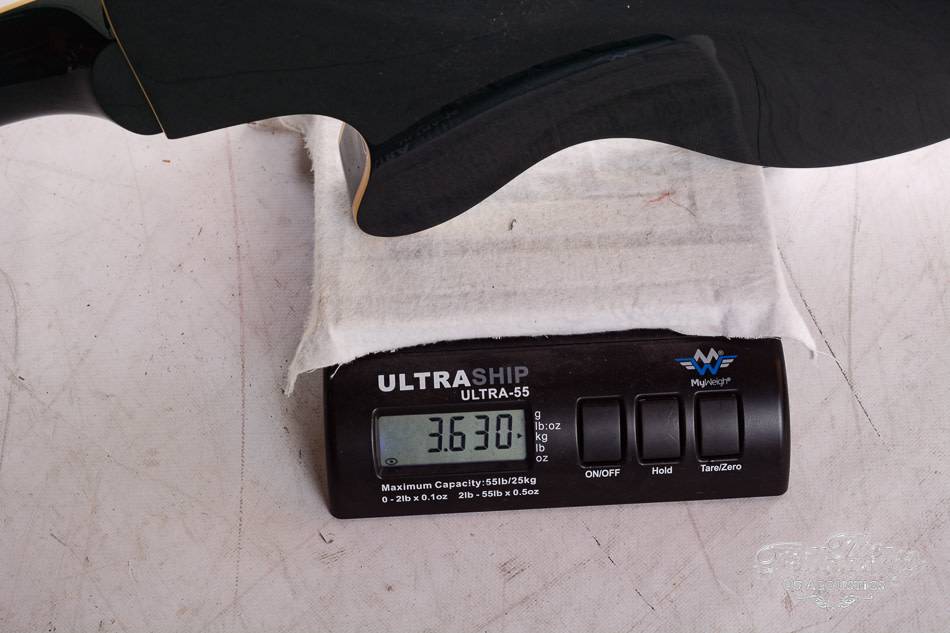 ULTRASHIP
ULTRA-55
MyWeigh®
3.630
g
lb:oz
kg
lb
oz
ON/OFF
Hold
Tare/Zero
Maximum Capacity:55lb/25kg
0 - 2lb x 0.1oz 2lb - 55lb x 0.5oz